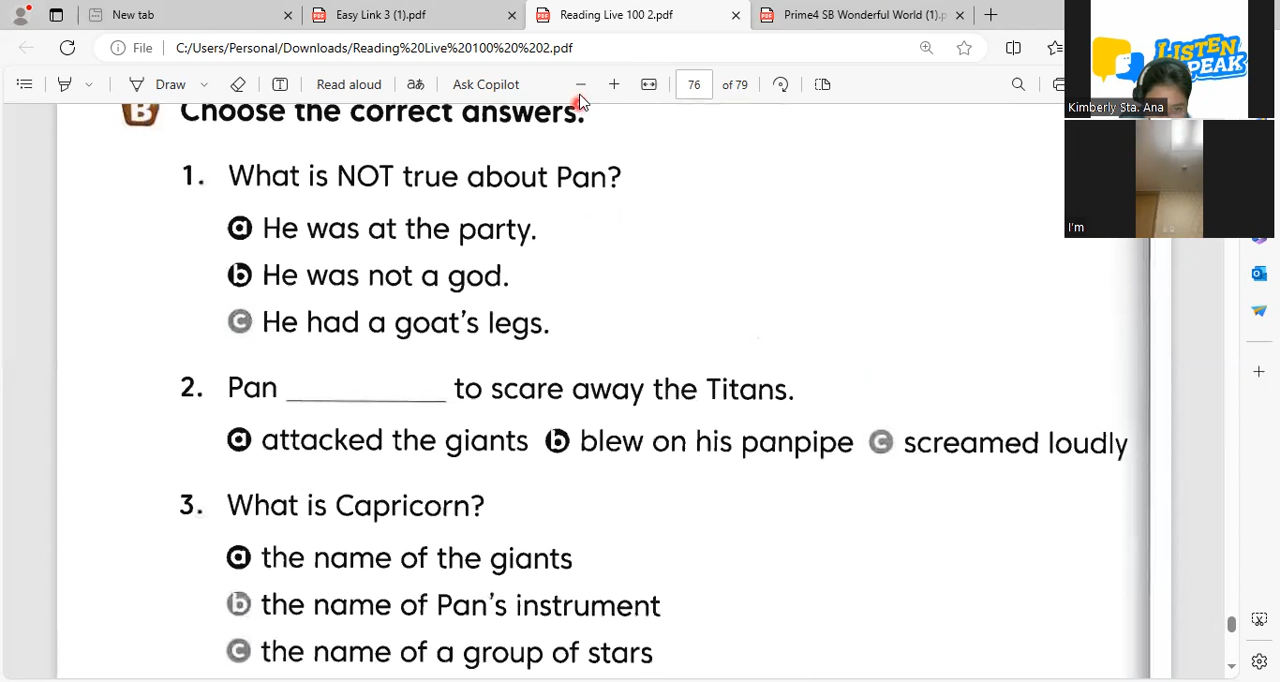 New tab
Easy Link 3 (1).pdf
Reading Live 100 2.pdf
Prime4 SB Wonderful World (1).p
File
C:/Users/Personal/Downloads/Reading%20Live%20100%20%202.pdf
Draw
Read aloud
aあ
Ask Copilot
76
of 79
LISTEN
SPEAK
Kimberly Sta. Ana
I'm
B Choose the correct answers.
1. What is NOT true about Pan?
a He was at the party.
b He was not a god.
c He had a goat's legs.
2. Pan __________ to scare away the Titans.
a attacked the giants b blew on his panpipe c screamed loudly
3. What is Capricorn?
a the name of the giants
b the name of Pan's instrument
c the name of a group of stars